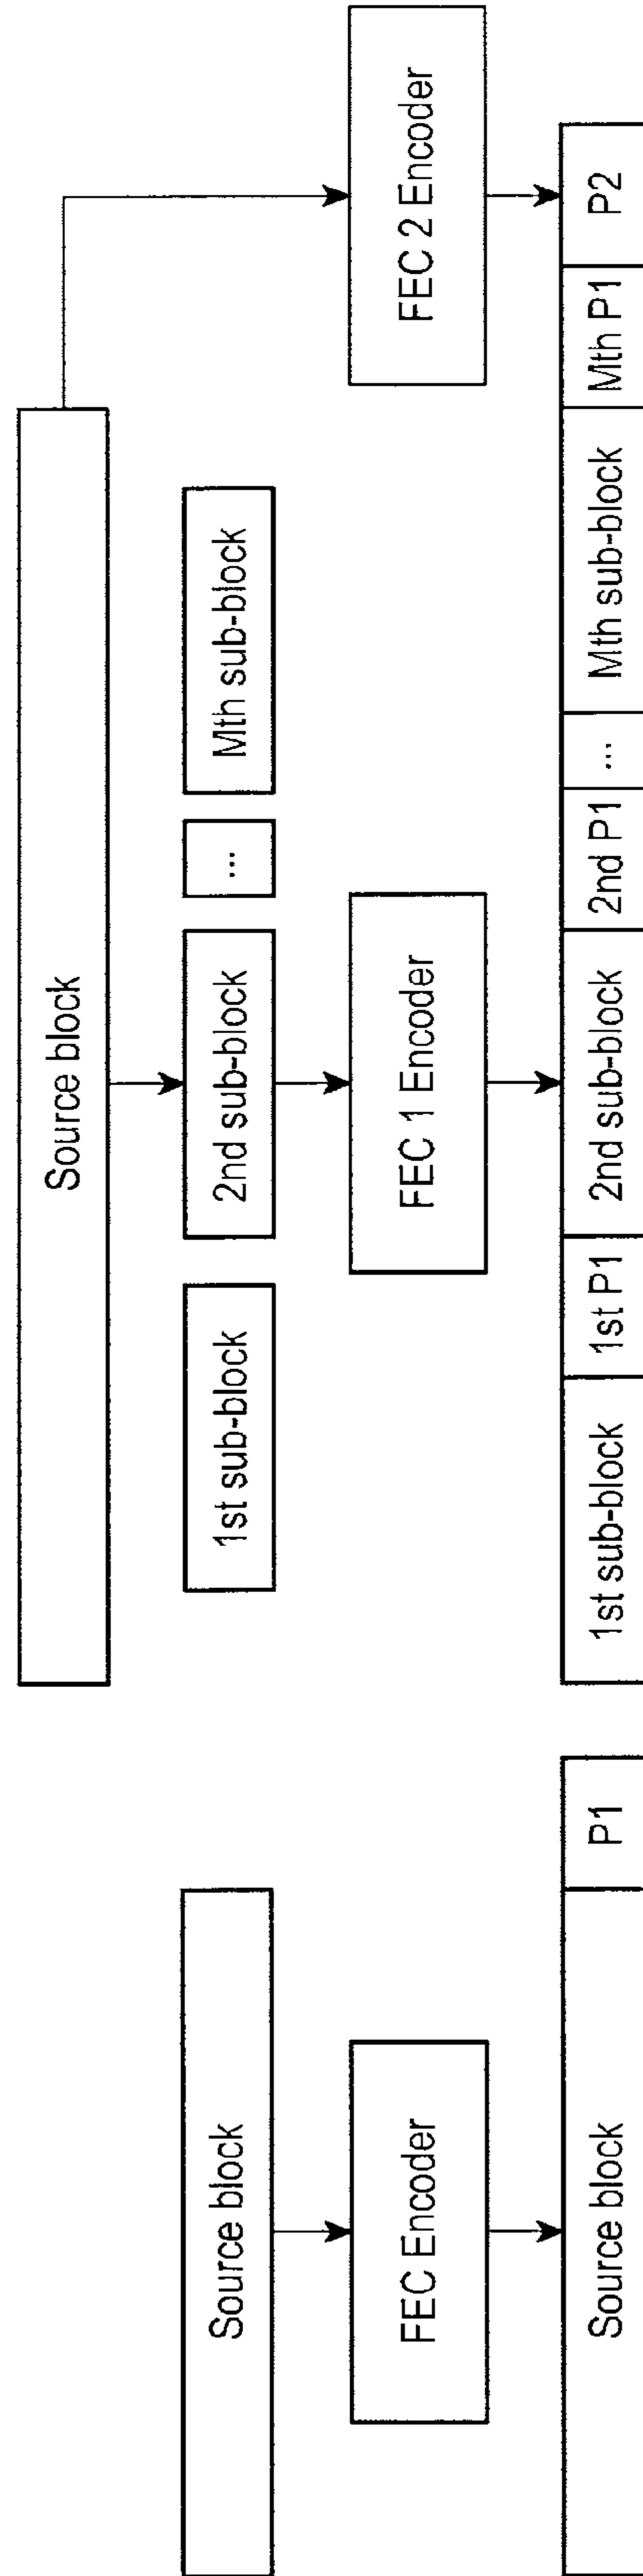 Source block
FEC Encoder
Source block
P1
Source block
1st sub-block
2nd sub-block
...
Mth sub-block
FEC 1 Encoder
FEC 2 Encoder
1st sub-block
1st P1
2nd sub-block
2nd P1
...
Mth sub-block
Mth P1
P2